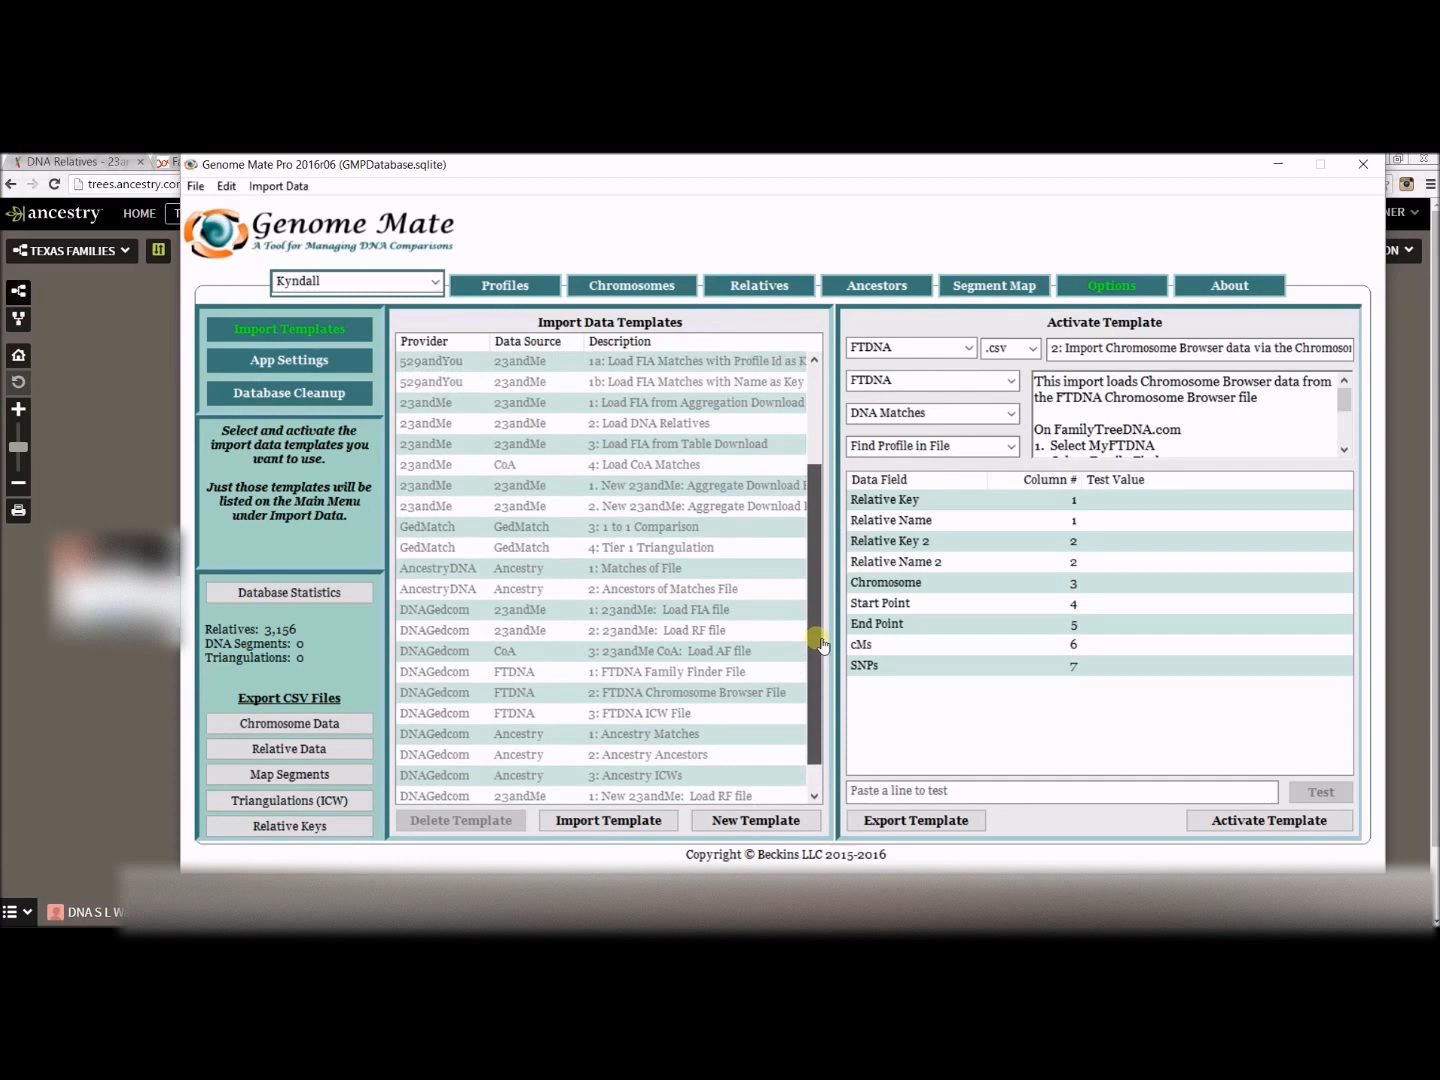 DNA Relatives - 23an
Genome Mate Pro 2016r06 (GMPDatabase.sqlite)
trees.ancestry.cor
File Edit Import Data
ancestry HOME
Genome Mate
A Tool for Managing DNA Comparisons
TEXAS FAMILIES
Kyndall
Profiles Chromosomes Relatives Ancestors Segment Map Options About
Import Templates
App Settings
Database Cleanup
Select and activate the
import data templates you
want to use.
Just those templates will be
listed on the Main Menu
under Import Data.
Database Statistics
Relatives: 3,156
DNA Segments: 0
Triangulations: 0
Export CSV Files
Chromosome Data
Relative Data
Map Segments
Triangulations (ICW)
Relative Keys
Import Data Templates
Provider Data Source Description
529andYou 23andMe 1a: Load FIA Matches with Profile Id as K
529andYou 23andMe 1b: Load FIA Matches with Name as Key
23andMe 23andMe 1: Load FIA from Aggregation Download
23andMe 23andMe 2: Load DNA Relatives
23andMe 23andMe 3: Load FIA from Table Download
23andMe CoA 4: Load CoA Matches
23andMe 23andMe 1. New 23andMe: Aggregate Download F
23andMe 23andMe 2. New 23andMe: Aggregate Download F
GedMatch GedMatch 3: 1 to 1 Comparison
GedMatch GedMatch 4: Tier 1 Triangulation
AncestryDNA Ancestry 1: Matches of File
AncestryDNA Ancestry 2: Ancestors of Matches File
DNAGedcom 23andMe 1: 23andMe: Load FIA file
DNAGedcom 23andMe 2: 23andMe: Load RF file
DNAGedcom CoA 3: 23andMe CoA: Load AF file
DNAGedcom FTDNA 1: FTDNA Family Finder File
DNAGedcom FTDNA 2: FTDNA Chromosome Browser File
DNAGedcom FTDNA 3: FTDNA ICW File
DNAGedcom Ancestry 1: Ancestry Matches
DNAGedcom Ancestry 2: Ancestry Ancestors
DNAGedcom Ancestry 3: Ancestry ICWs
DNAGedcom 23andMe 1: New 23andMe: Load RF file
Delete Template Import Template New Template
Activate Template
FTDNA .csv 2: Import Chromosome Browser data via the Chromosor
FTDNA
DNA Matches
Find Profile in File
This import loads Chromosome Browser data from
the FTDNA Chromosome Browser file
On FamilyTreeDNA.com
1. Select MyFTDNA
Data Field Column # Test Value
Relative Key 1
Relative Name 1
Relative Key 2 2
Relative Name 2 2
Chromosome 3
Start Point 4
End Point 5
cMs 6
SNPs 7
Paste a line to test Test
Export Template Activate Template
Copyright © Beckins LLC 2015-2016
DNA S L W